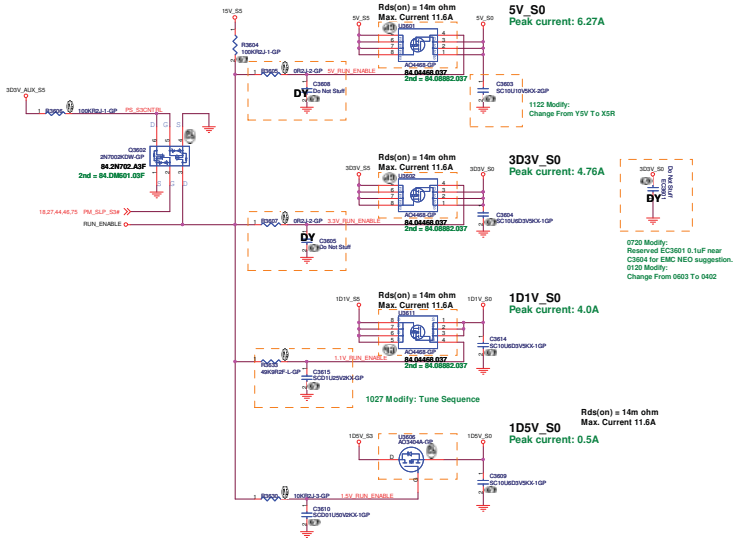 15V_S5
R3604
100KR2J-1-GP
3D3V_AUX_S5
100KR2J-1-GP
PS_S3CNTRL
D G S
Q3602
2N7002KDW-GP
84.2N702.A3F
2nd = 84.DM601.03F
S G D
18,27,44,46,75 PM_SLP_S3#
RUN_ENABLE
Rds(on) = 14m ohm
Max. Current 11.6A
5V_S5
U3601
5V_S0
AO4468-GP
84.04468.037
2nd = 84.08882.037
5V_S0
Peak current: 6.27A
R3605
0R2J-2-GP
5V_RUN_ENABLE
C3608
Do Not Stuff
DY
C3603
SC10U10V5KX-2GP
1122 Modify:
Change From Y5V To X5R
Rds(on) = 14m ohm
Max. Current 11.6A
3D3V_S5
U3602
3D3V_S0
AO4468-GP
84.04468.037
2nd = 84.08882.037
3D3V_S0
Peak current: 4.76A
R3607
0R2J-2-GP
3.3V_RUN_ENABLE
DY
C3605
Do Not Stuff
C3604
SC10U6D3V5KX-1GP
3D3V_S0
Do Not Stuff
EC3601
DY
0720 Modify:
Reserved EC3601 0.1uF near
C3604 for EMC NEO suggestion.
0120 Modify:
Change From 0603 To 0402
Rds(on) = 14m ohm
Max. Current 11.6A
1D1V_S5
U3611
1D1V_S0
AO4468-GP
84.04468.037
2nd = 84.08882.037
1D1V_S0
Peak current: 4.0A
R3633
49K9R2F-L-GP
1.1V_RUN_ENABLE
C3615
SCD1U25V2KX-GP
C3614
SC10U6D3V5KX-1GP
1027 Modify: Tune Sequence
1D5V_S3
U3606
AO3404A-GP
D
G
1D5V_S0
1D5V_S0
Peak current: 0.5A
Rds(on) = 14m ohm
Max. Current 11.6A
R3630
10KR2J-3-GP
1.5V_RUN_ENABLE
C3610
SCD01U50V2KX-1GP
C3609
SC10U6D3V5KX-1GP